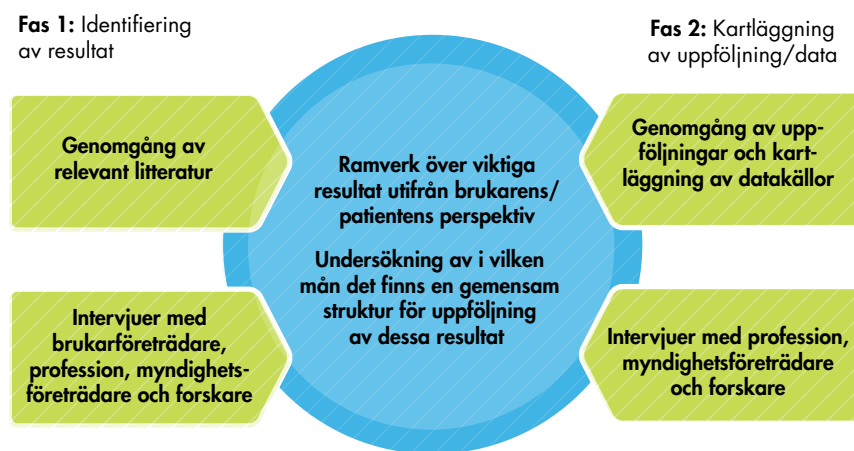 Fas 1: Identifiering
av resultat
Genomgång av
relevant litteratur
Intervjuer med
brukarföreträdare,
profession, myndighets-
företrädare och forskare
Ramverk över viktiga
resultat utifrån brukarens/
patientens perspektiv
Undersökning av i vilken
mån det finns en gemensam
struktur för uppföljning
av dessa resultat
Fas 2: Kartläggning
av uppföljning/data
Genomgång av upp-
följningar och kart-
läggning av datakällor
Intervjuer med profession,
myndighetsföreträdare
och forskare